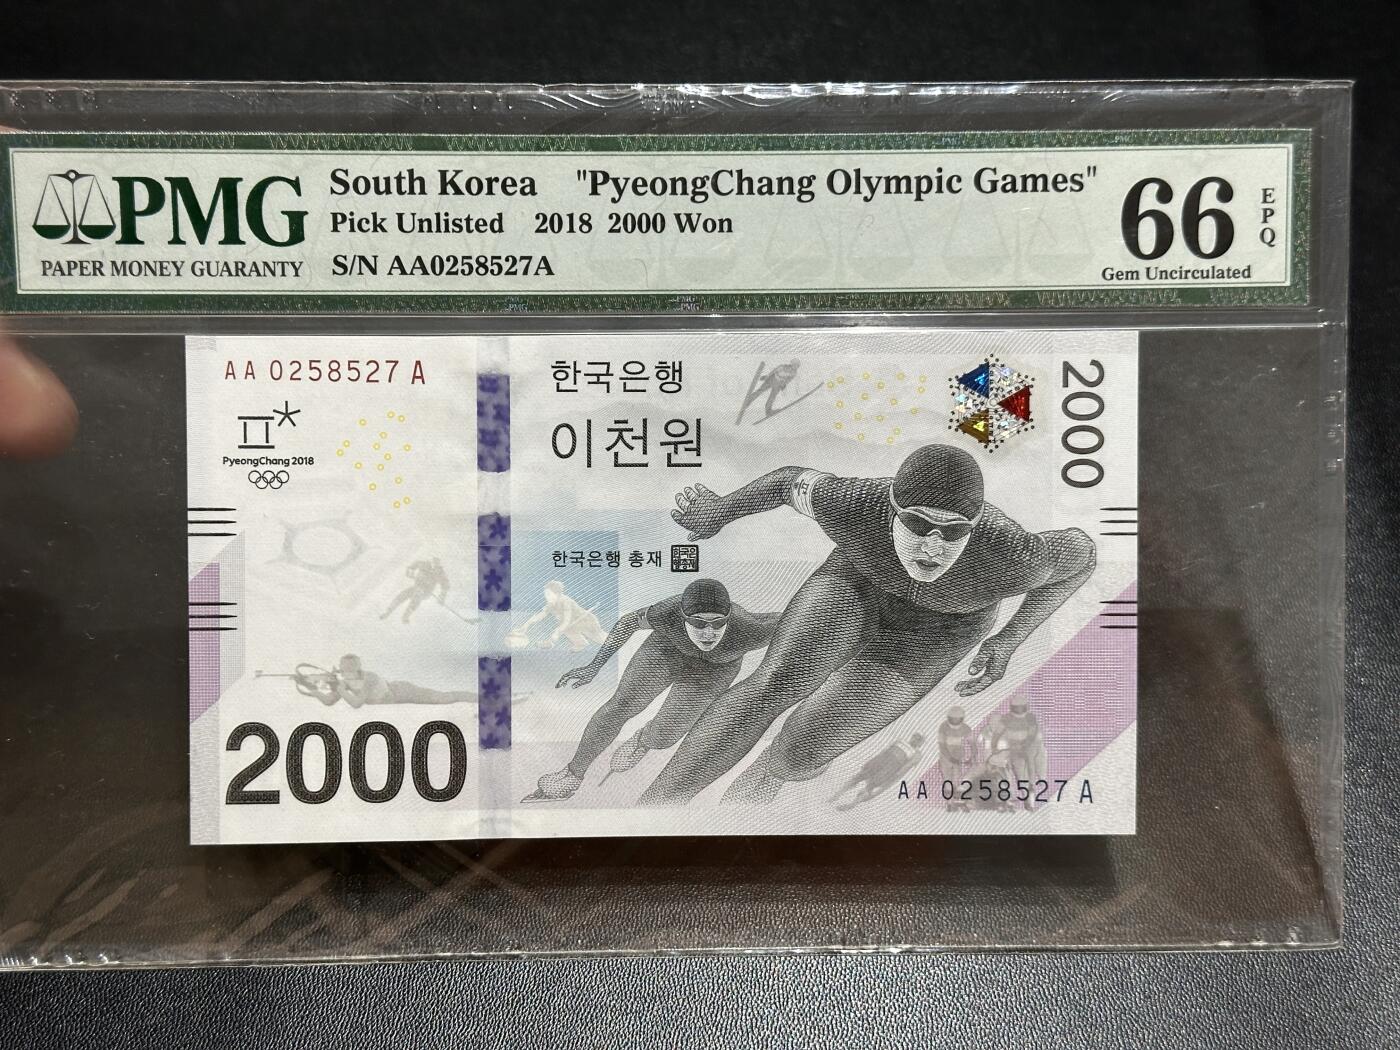 PMG
PAPER MONEY GUARANTY
South Korea "PyeongChang Olympic Games"
Pick Unlisted 2018 2000 Won
S/N AA0258527A
66
EPQ
Gem Uncirculated
AA 0258527 A
PyeongChang 2018
한국은행
이천원
2000
한국은행 총재
2000
AA 0258527 A